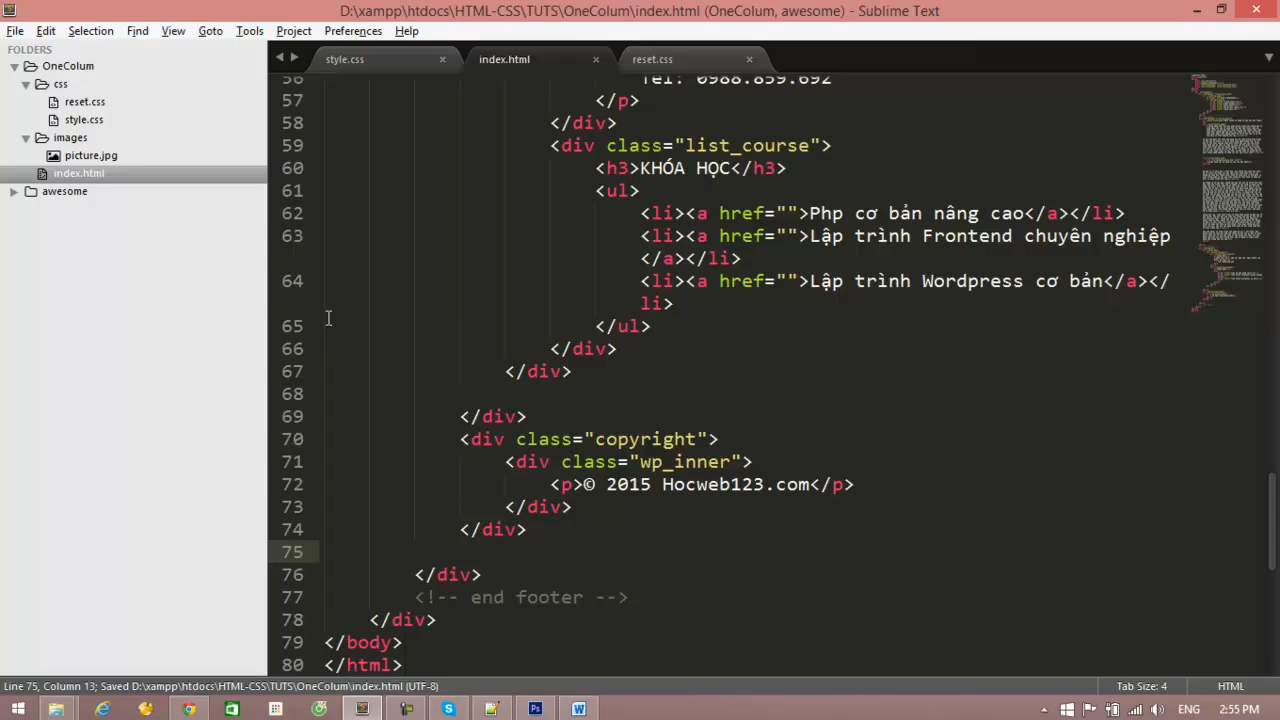 D:\xampp\htdocs\HTML-CSS\TUTS\OneColum\index.html (OneColum, awesome) - Sublime Text
File Edit Selection Find View Goto Tools Project Preferences Help
FOLDERS
OneColum
css
reset.css
style.css
images
picture.jpg
index.html
awesome
style.css index.html reset.css
56 Tel: 0988.859.692
57 </p>
58 </div>
59 <div class="list_course">
60 <h3>KHÓA HỌC</h3>
61 <ul>
62 <li><a href="">Php cơ bản nâng cao</a></li>
63 <li><a href="">Lập trình Frontend chuyên nghiệp
</a></li>
64 <li><a href="">Lập trình Wordpress cơ bản</a></
li>
65 </ul>
66 </div>
67 </div>
68
69 </div>
70 <div class="copyright">
71 <div class="wp_inner">
72 <p>© 2015 Hocweb123.com</p>
73 </div>
74 </div>
75
76 </div>
77 <!-- end footer -->
78 </div>
79 </body>
80 </html>
Line 75, Column 13; Saved D:\xampp\htdocs\HTML-CSS\TUTS\OneColum\index.html (UTF-8) Tab Size: 4 HTML
ENG 2:55 PM